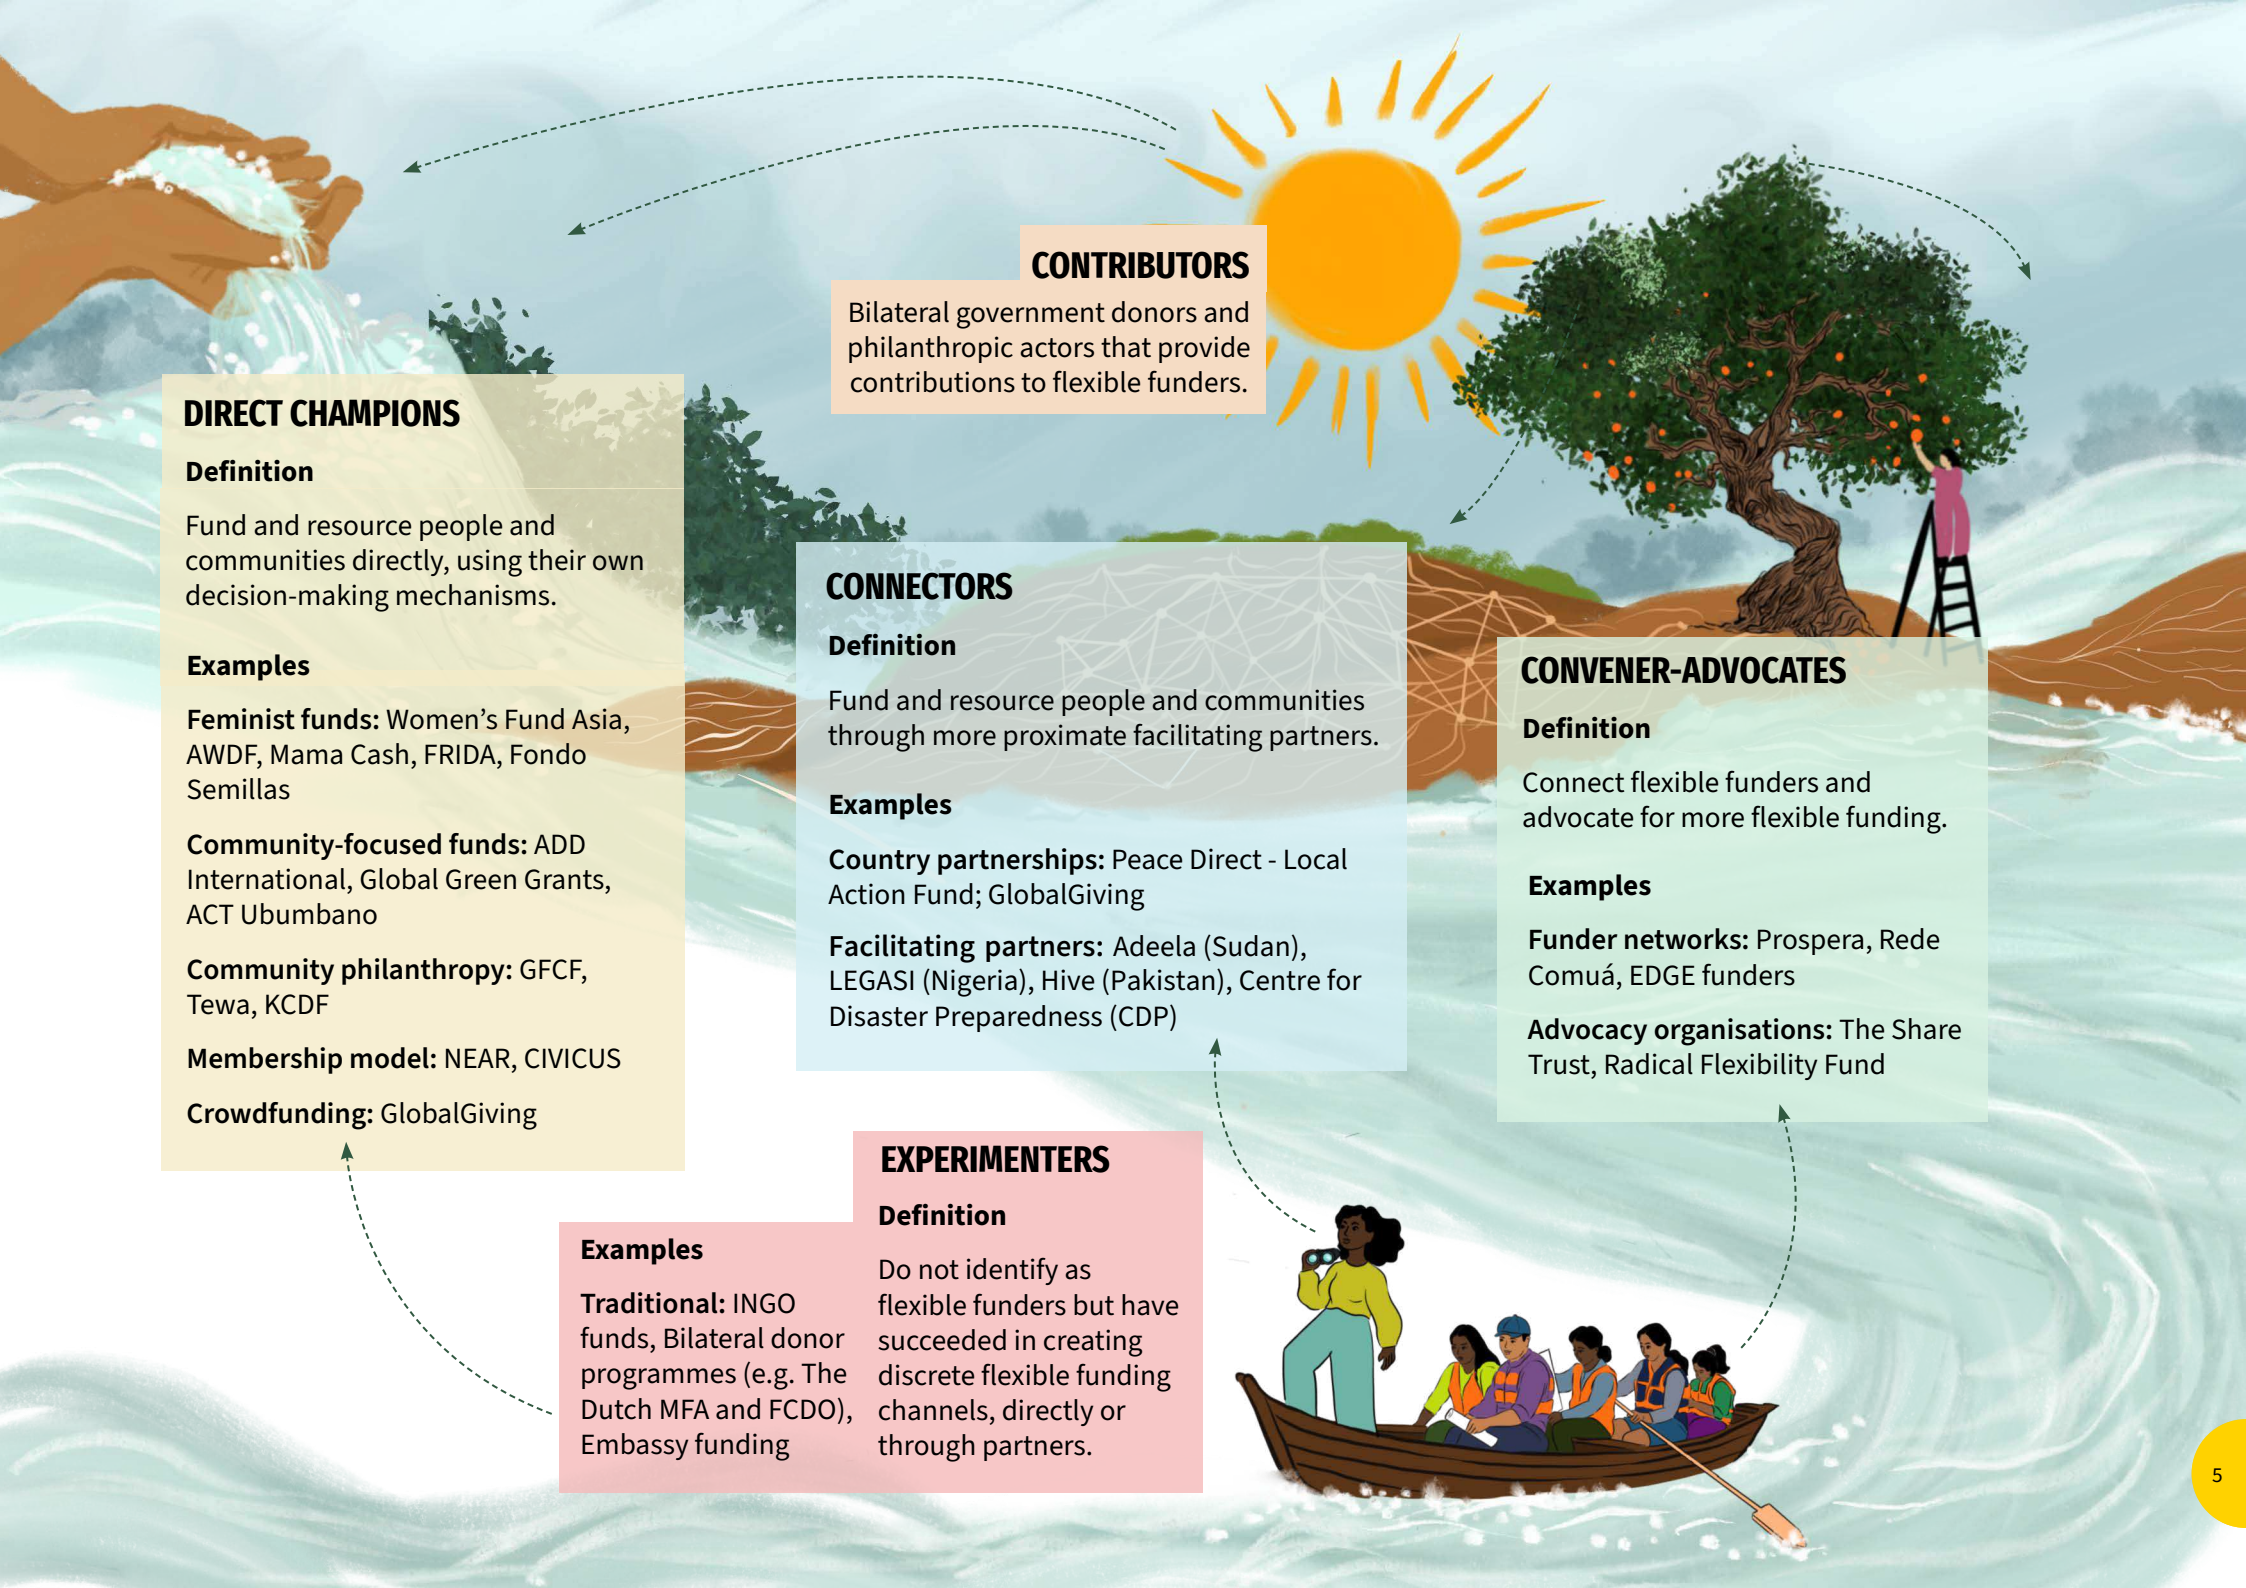 CONTRIBUTORS
Bilateral government donors and
philanthropic actors that provide
contributions to flexible funders.
DIRECT CHAMPIONS
Definition
Fund and resource people and
communities directly, using their own
decision-making mechanisms.
Examples
Feminist funds: Women’s Fund Asia,
AWDF, Mama Cash, FRIDA, Fondo
Semillas
Community-focused funds: ADD
International, Global Green Grants,
ACT Ubumbano
Community philanthropy: GFCF,
Tewa, KCDF
Membership model: NEAR, CIVICUS
Crowdfunding: GlobalGiving
CONNECTORS
Definition
Fund and resource people and communities
through more proximate facilitating partners.
Examples
Country partnerships: Peace Direct - Local
Action Fund; GlobalGiving
Facilitating partners: Adeela (Sudan),
LEGASI (Nigeria), Hive (Pakistan), Centre for
Disaster Preparedness (CDP)
CONVENER-ADVOCATES
Definition
Connect flexible funders and
advocate for more flexible funding.
Examples
Funder networks: Prospera, Rede
Comuá, EDGE funders
Advocacy organisations: The Share
Trust, Radical Flexibility Fund
EXPERIMENTERS
Definition
Do not identify as
flexible funders but have
succeeded in creating
discrete flexible funding
channels, directly or
through partners.
Examples
Traditional: INGO
funds, Bilateral donor
programmes (e.g. The
Dutch MFA and FCDO),
Embassy funding
5